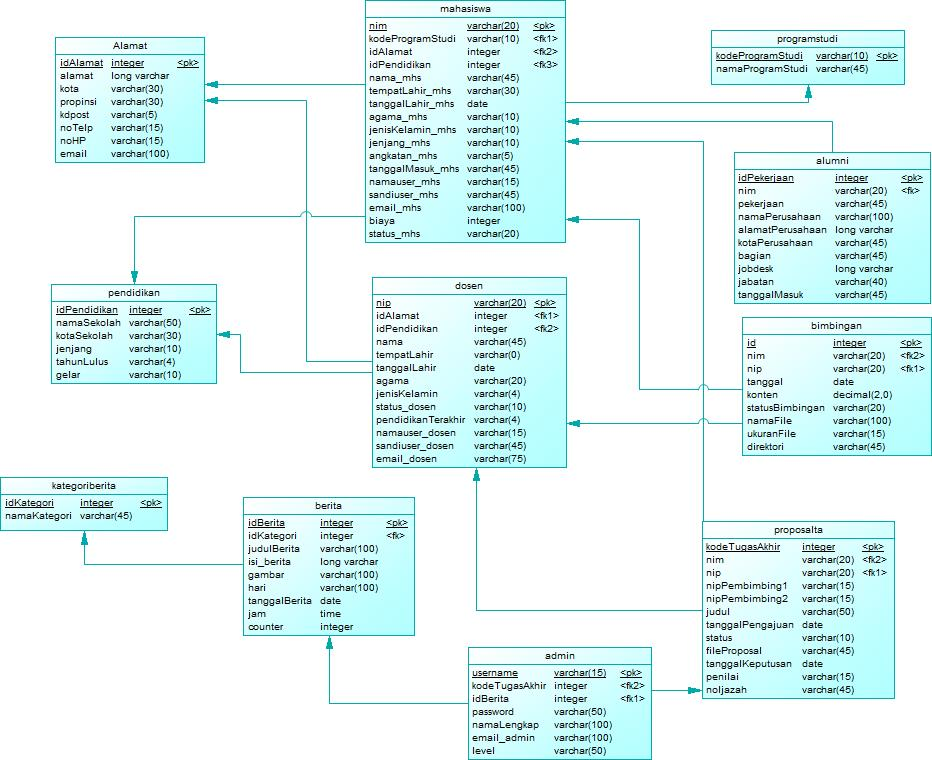 mahasiswa
nim varchar(20) <pk>
kodeProgramStudi varchar(10) <fk1>
idAlamat integer <fk2>
idPendidikan integer <fk3>
nama_mhs varchar(45)
tempatLahir_mhs varchar(30)
tanggalLahir_mhs date
agama_mhs varchar(10)
jenisKelamin_mhs varchar(10)
jenjang_mhs varchar(10)
angkatan_mhs varchar(5)
tanggalMasuk_mhs varchar(45)
namauser_mhs varchar(15)
sandiuser_mhs varchar(45)
email_mhs varchar(100)
biaya integer
status_mhs varchar(20)
Alamat
idAlamat integer <pk>
alamat long varchar
kota varchar(30)
propinsi varchar(30)
kdpost varchar(5)
noTelp varchar(15)
noHP varchar(15)
email varchar(100)
programstudi
kodeProgramStudi varchar(10) <pk>
namaProgramStudi varchar(45)
alumni
idPekerjaan integer <pk>
nim varchar(20) <fk>
pekerjaan varchar(45)
namaPerusahaan varchar(100)
alamatPerusahaan long varchar
kotaPerusahaan varchar(45)
bagian varchar(45)
jobdesk long varchar
jabatan varchar(40)
tanggalMasuk varchar(45)
pendidikan
idPendidikan integer <pk>
namaSekolah varchar(50)
kotaSekolah varchar(30)
jenjang varchar(10)
tahunLulus varchar(4)
gelar varchar(10)
dosen
nip varchar(20) <pk>
idAlamat integer <fk1>
idPendidikan integer <fk2>
nama varchar(45)
tempatLahir varchar(0)
tanggalLahir date
agama varchar(20)
jenisKelamin varchar(4)
status_dosen varchar(10)
pendidikanTerakhir varchar(4)
namauser_dosen varchar(15)
sandiuser_dosen varchar(45)
email_dosen varchar(75)
bimbingan
id integer <pk>
nim varchar(20) <fk2>
nip varchar(20) <fk1>
tanggal date
konten decimal(2,0)
statusBimbingan varchar(20)
namaFile varchar(100)
ukuranFile varchar(15)
direktori varchar(45)
kategoriberita
idKategori integer <pk>
namaKategori varchar(45)
berita
idBerita integer <pk>
idKategori integer <fk>
judulBerita varchar(100)
isi_berita long varchar
gambar varchar(100)
hari varchar(100)
tanggalBerita date
jam time
counter integer
proposalta
kodeTugasAkhir integer <pk>
nim varchar(20) <fk2>
nip varchar(20) <fk1>
nipPembimbing1 varchar(15)
nipPembimbing2 varchar(15)
judul varchar(50)
tanggalPengajuan date
status varchar(10)
fileProposal varchar(45)
tanggalKeputusan date
penilai varchar(15)
noIjazah varchar(45)
admin
username varchar(15) <pk>
kodeTugasAkhir integer <fk2>
idBerita integer <fk1>
password varchar(50)
namaLengkap varchar(100)
email_admin varchar(100)
level varchar(50)